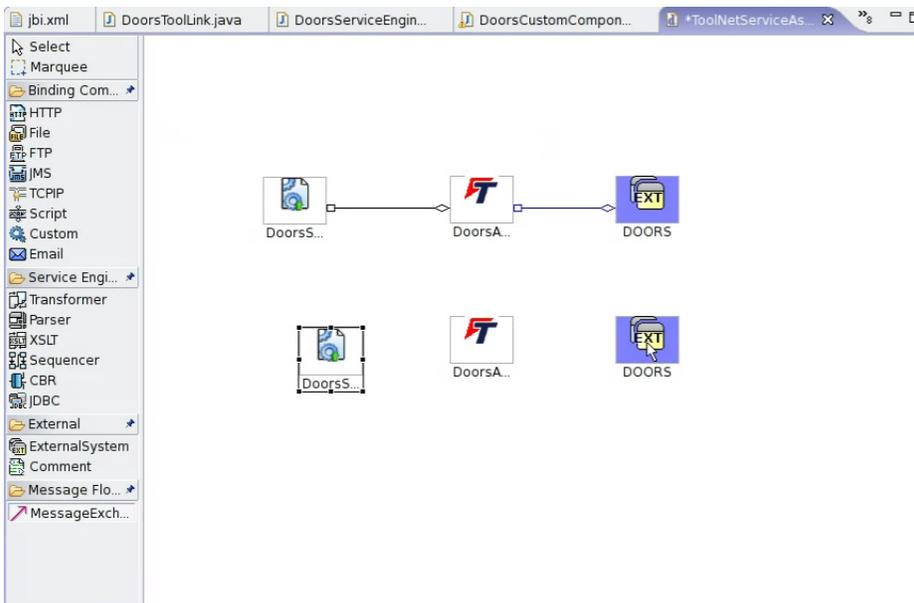 jbi.xml DoorsToolLink.java DoorsServiceEngin... DoorsCustomCompon... *ToolNetServiceAs... »8
Select
Marquee
Binding Com...
HTTP
File
FTP
JMS
TCPIP
Script
Custom
Email
Service Engi...
Transformer
Parser
XSLT
Sequencer
CBR
JDBC
External
ExternalSystem
Comment
Message Flo...
MessageExch...
EXT
DoorsS... DoorsA... DOORS
EXT
DoorsS... DoorsA... DOORS